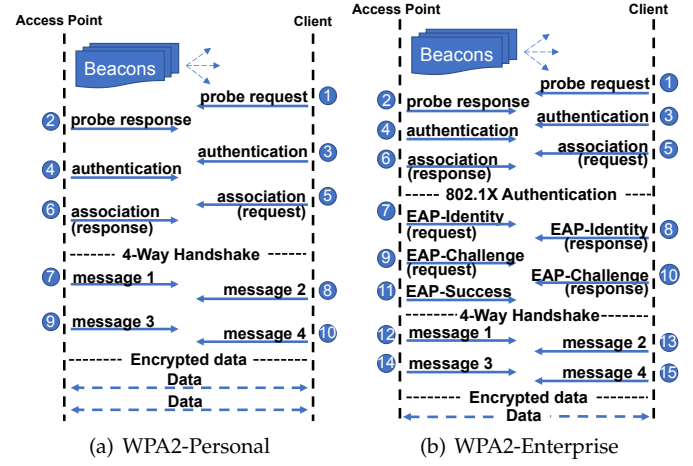 Access Point
Client
Beacons
probe request
1
2
probe response
authentication
3
4
authentication
association
(request)
5
6
association
(response)
4-Way Handshake
7
message 1
message 2
8
9
message 3
message 4
10
Encrypted data
Data
Data
(a) WPA2-Personal
Access Point
Client
Beacons
probe request
1
2
probe response
authentication
3
4
authentication
association
(request)
5
6
association
(response)
802.1X Authentication
7
EAP-Identity
(request)
EAP-Identity
(response)
8
9
EAP-Challenge
(request)
EAP-Challenge
(response)
10
11
EAP-Success
4-Way Handshake
12
message 1
message 2
13
14
message 3
message 4
15
Encrypted data
Data
(b) WPA2-Enterprise